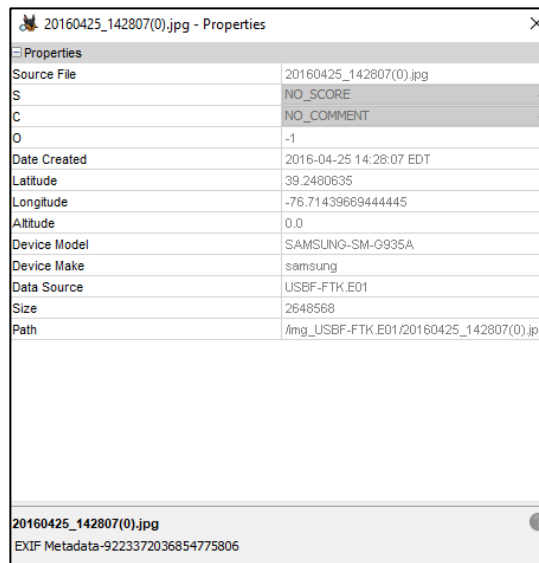 20160425_142807(0).jpg - Properties
Properties
Source File 20160425_142807(0).jpg
S NO_SCORE
C NO_COMMENT
O -1
Date Created 2016-04-25 14:28:07 EDT
Latitude 39.2480635
Longitude -76.71439669444445
Altitude 0.0
Device Model SAMSUNG-SM-G935A
Device Make samsung
Data Source USBF-FTK.E01
Size 2648568
Path /img_USBF-FTK.E01/20160425_142807(0).jp
20160425_142807(0).jpg
EXIF Metadata-9223372036854775806